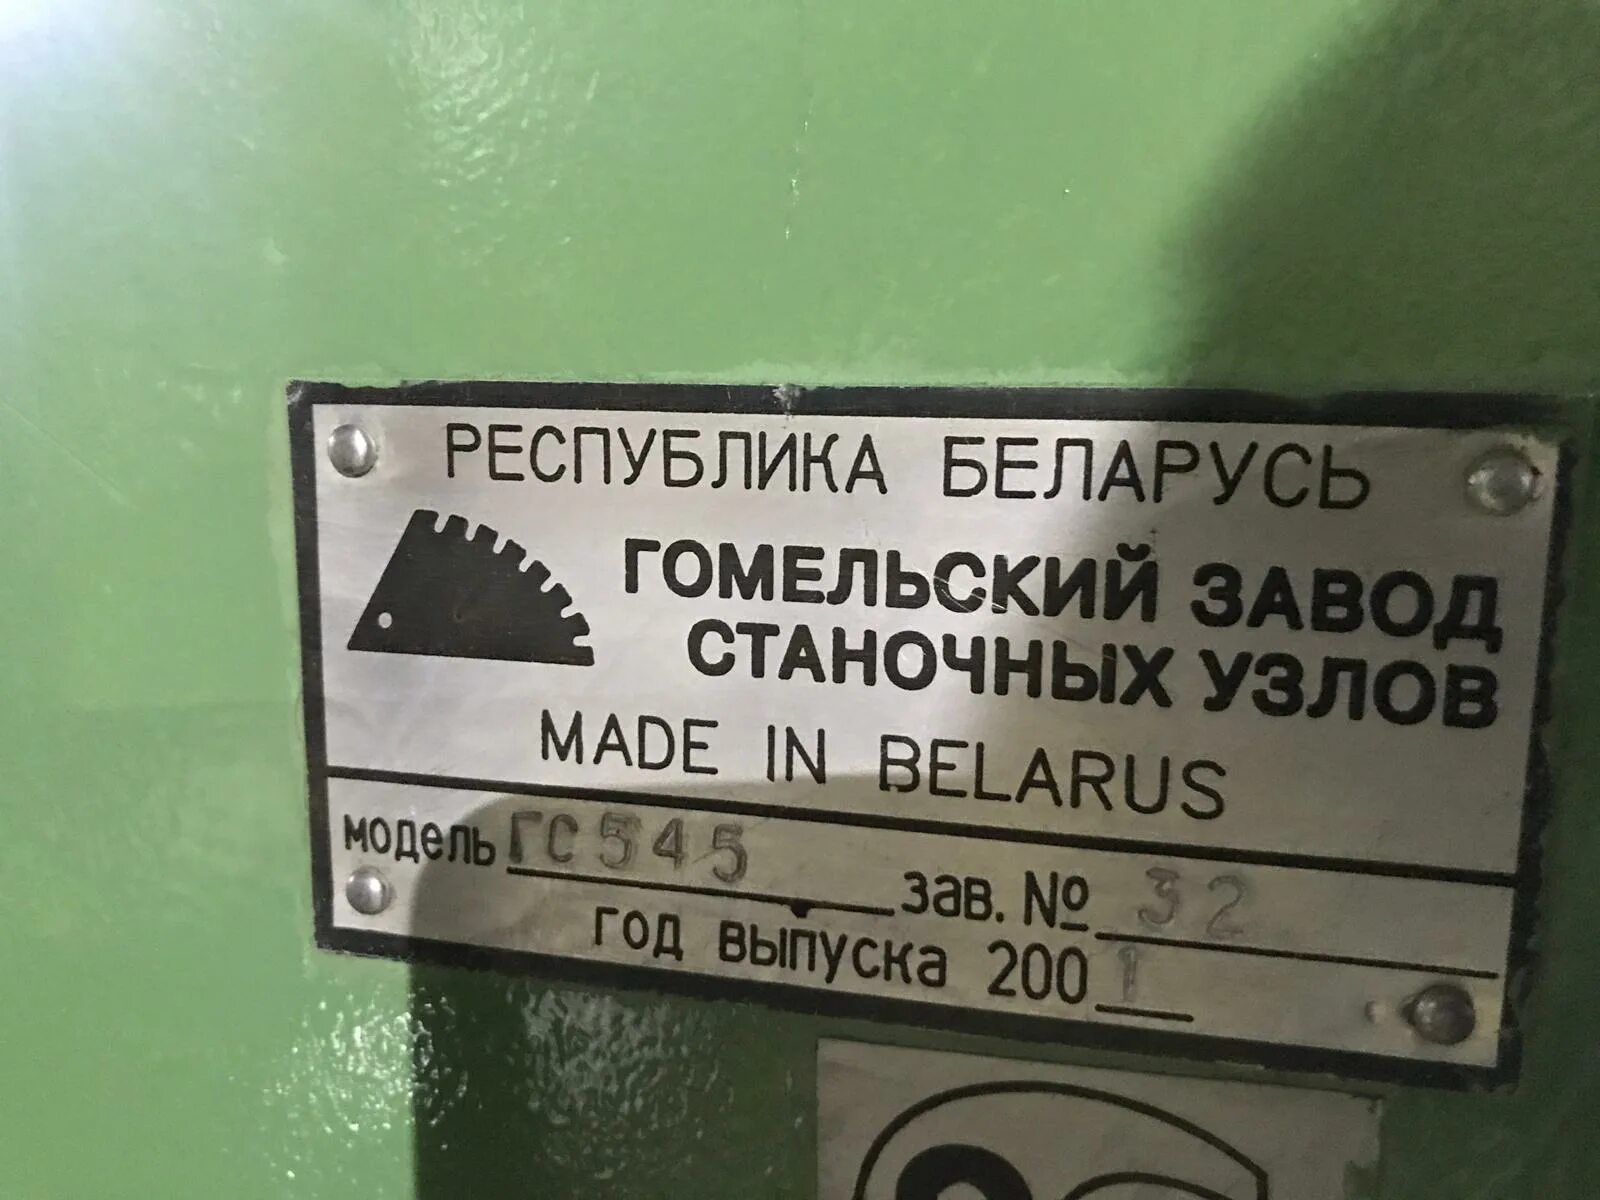 РЕСПУБЛИКА БЕЛАРУСЬ
ГОМЕЛЬСКИЙ ЗАВОД
СТАНОЧНЫХ УЗЛОВ
MADE IN BELARUS
модель ГС545 зав. № 32
год выпуска 2001